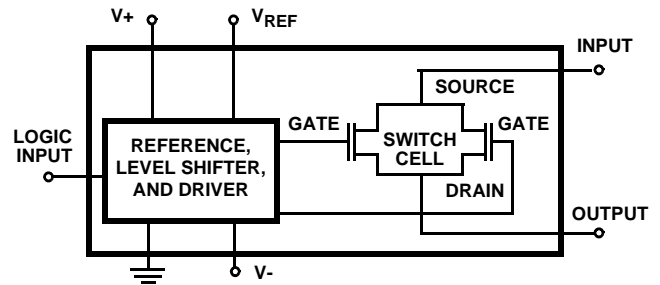 V+
VREF
INPUT
SOURCE
GATE
GATE
SWITCH
CELL
LOGIC
INPUT
REFERENCE,
LEVEL SHIFTER,
AND DRIVER
DRAIN
OUTPUT
V-